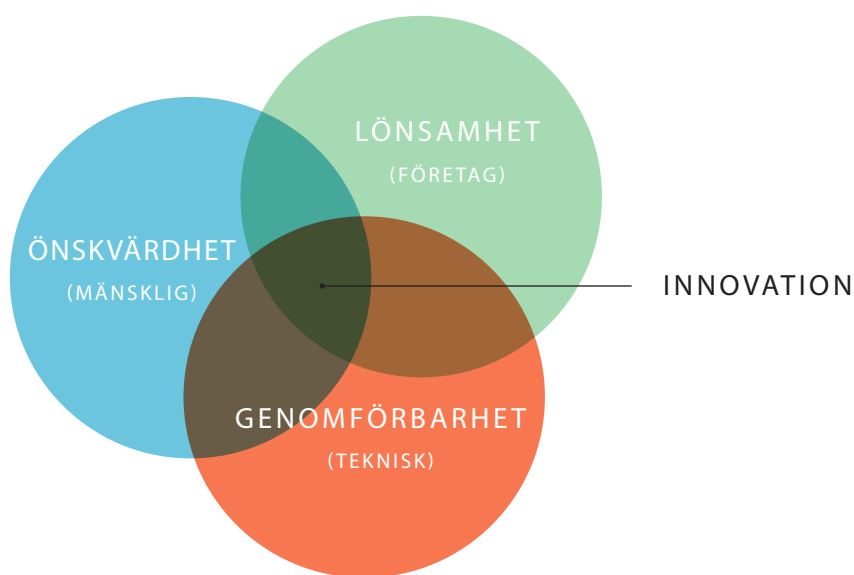 LÖNSAMHET
(FÖRETAG)
ÖNSKVÄRDHET
(MÄNSKLIG)
INNOVATION
GENOMFÖRBARHET
(TEKNISK)